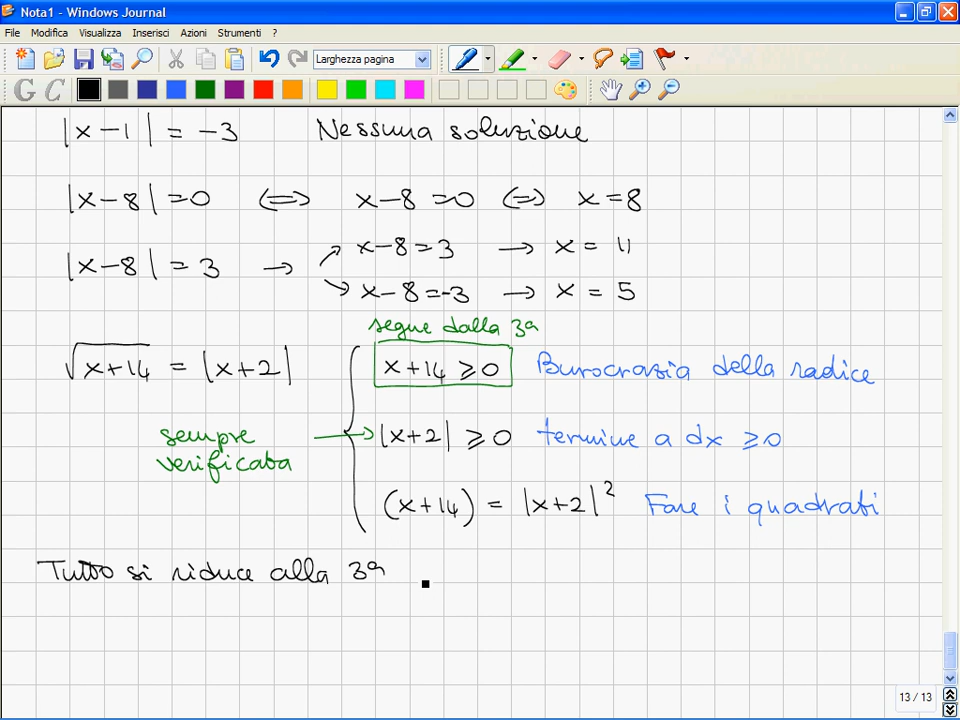 Nota1 - Windows Journal
File Modifica Visualizza Inserisci Azioni Strumenti ?
Larghezza pagina
G C
|x-1| = -3 Nessuna soluzione
|x-8| = 0 ⟺ x-8=0 ⟺ x=8
x-8=3 → x = 11
|x-8| = 3 →
x-8=-3 → x = 5
segue dalla 3ª
√x+14 = |x+2| { x+14 ≥ 0 Burocrazia della radice
sempre verificata → |x+2| ≥ 0 termine a dx ≥ 0
(x+14) = |x+2|² Fare i quadrati
Tutto si riduce alla 3ª
13 / 13